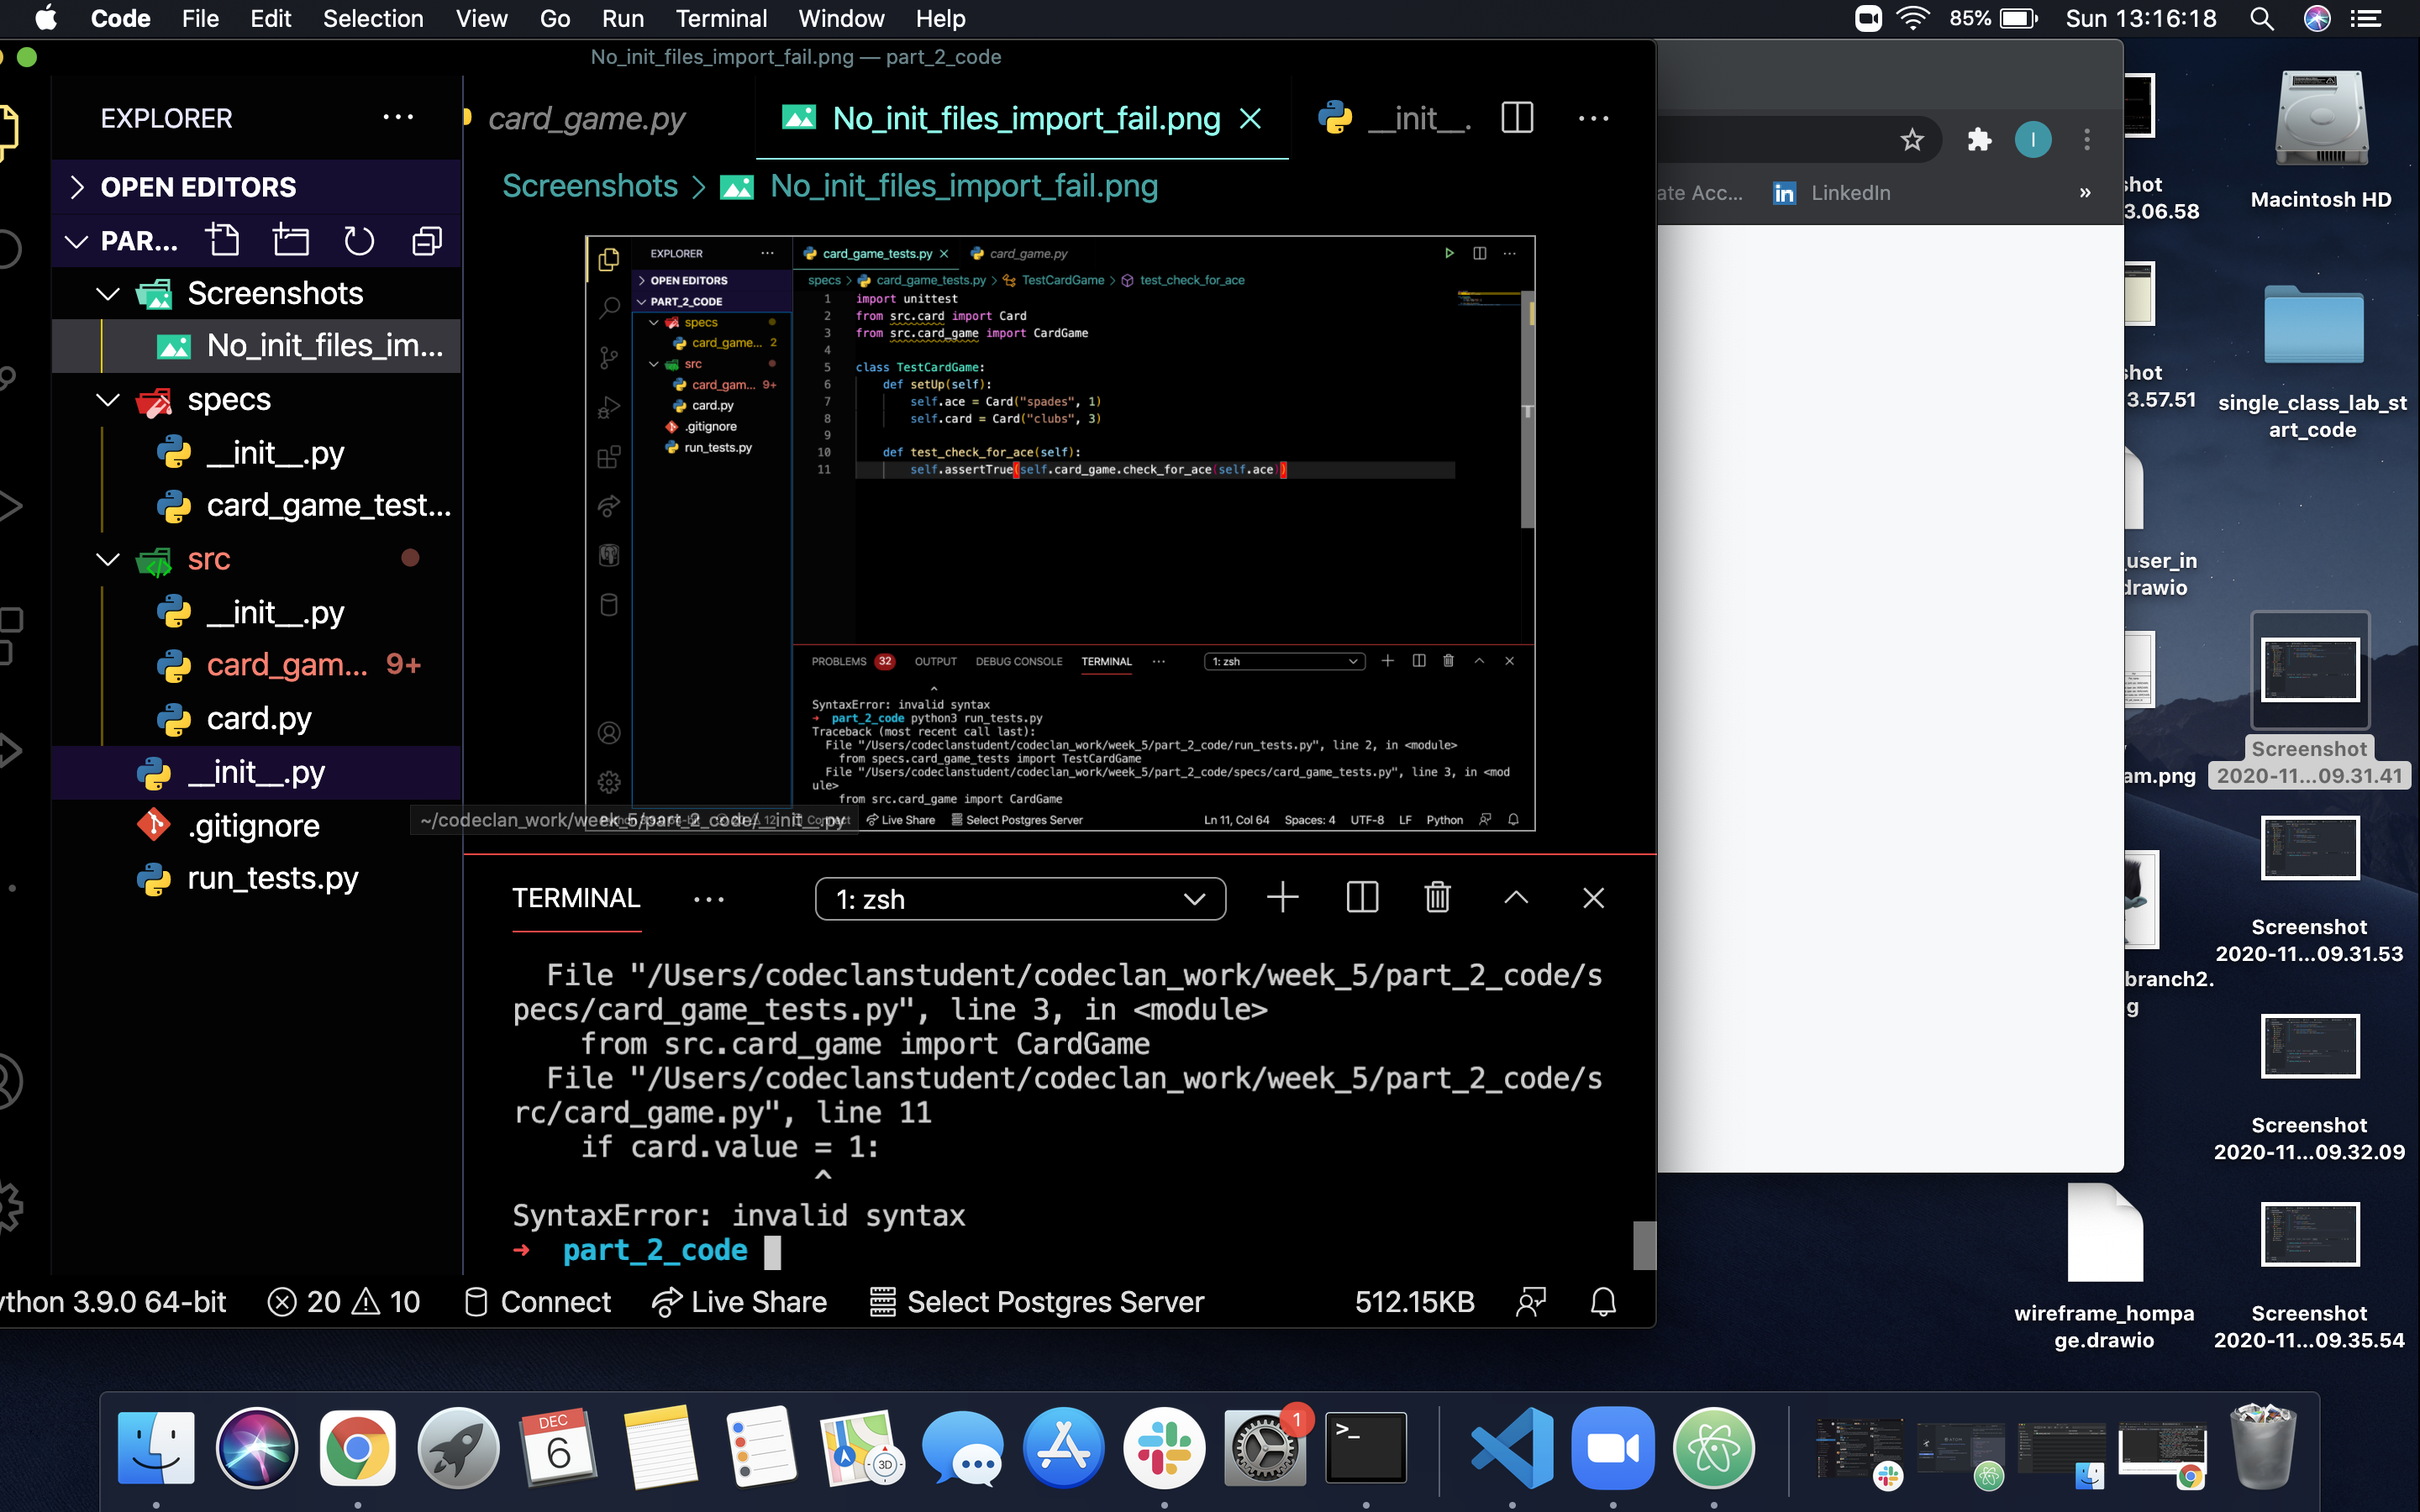 Code File Edit Selection View Go Run Terminal Window Help
85% Sun 13:16:18
No_init_files_import_fail.png — part_2_code
EXPLORER
OPEN EDITORS
PAR...
Screenshots
No_init_files_im...
specs
__init__.py
card_game_test...
src
__init__.py
card_gam... 9+
card.py
__init__.py
.gitignore
run_tests.py
card_game.py No_init_files_import_fail.png __init__.
Screenshots > No_init_files_import_fail.png
EXPLORER
OPEN EDITORS
PART_2_CODE
specs
card_game... 2
src
card_gam... 9+
card.py
.gitignore
run_tests.py
card_game_tests.py card_game.py
specs > card_game_tests.py > TestCardGame > test_check_for_ace
1 import unittest
2 from src.card import Card
3 from src.card_game import CardGame
4
5 class TestCardGame:
6 def setUp(self):
7 self.ace = Card("spades", 1)
8 self.card = Card("clubs", 3)
9
10 def test_check_for_ace(self):
11 self.assertTrue(self.card_game.check_for_ace(self.ace))
PROBLEMS 32 OUTPUT DEBUG CONSOLE TERMINAL 1: zsh
^
SyntaxError: invalid syntax
➜ part_2_code python3 run_tests.py
Traceback (most recent call last):
File "/Users/codeclanstudent/codeclan_work/week_5/part_2_code/run_tests.py", line 2, in <module>
from specs.card_game_tests import TestCardGame
File "/Users/codeclanstudent/codeclan_work/week_5/part_2_code/specs/card_game_tests.py", line 3, in <mod
ule>
from src.card_game import CardGame
~/codeclan_work/week_5/part_2_code/__init__.py
Live Share Select Postgres Server Ln 11, Col 64 Spaces: 4 UTF-8 LF Python
TERMINAL 1: zsh
File "/Users/codeclanstudent/codeclan_work/week_5/part_2_code/s
pecs/card_game_tests.py", line 3, in <module>
from src.card_game import CardGame
File "/Users/codeclanstudent/codeclan_work/week_5/part_2_code/s
rc/card_game.py", line 11
if card.value = 1:
^
SyntaxError: invalid syntax
➜ part_2_code
ython 3.9.0 64-bit 20 10 Connect Live Share Select Postgres Server 512.15KB
I
ate Acc... in LinkedIn »
shot
3.06.58
Macintosh HD
shot
3.57.51
single_class_lab_st
art_code
user_in
drawio
Screenshot
2020-11...09.31.41
am.png
Screenshot
2020-11...09.31.53
branch2.
g
Screenshot
2020-11...09.32.09
wireframe_hompa
ge.drawio
Screenshot
2020-11...09.35.54
DEC
6
3D
1
>_